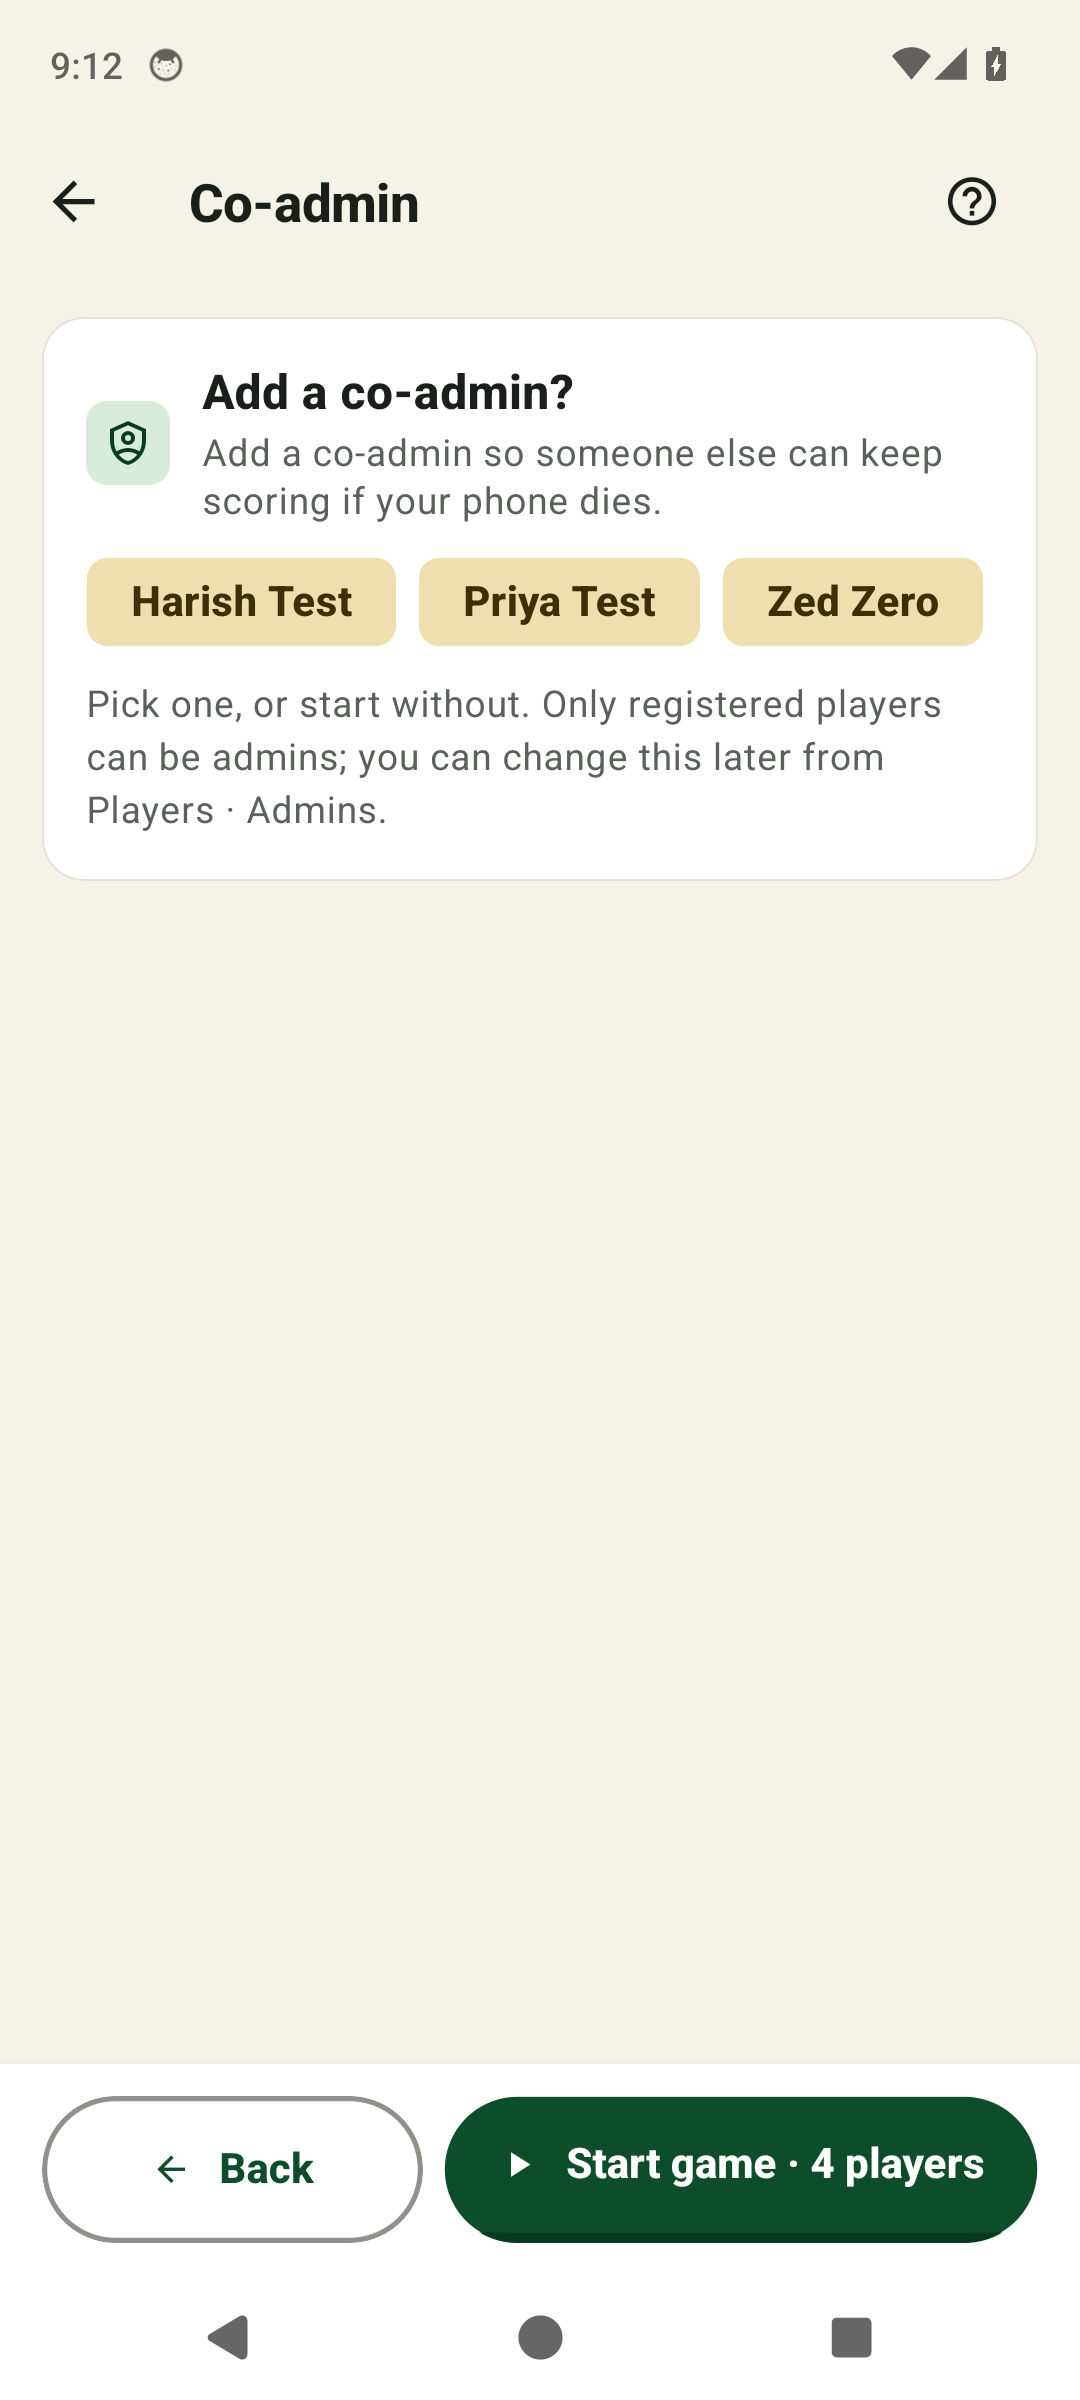 9:12
Co-admin
Add a co-admin?
Add a co-admin so someone else can keep
scoring if your phone dies.
Harish Test
Priya Test
Zed Zero
Pick one, or start without. Only registered players
can be admins; you can change this later from
Players · Admins.
Back
Start game · 4 players